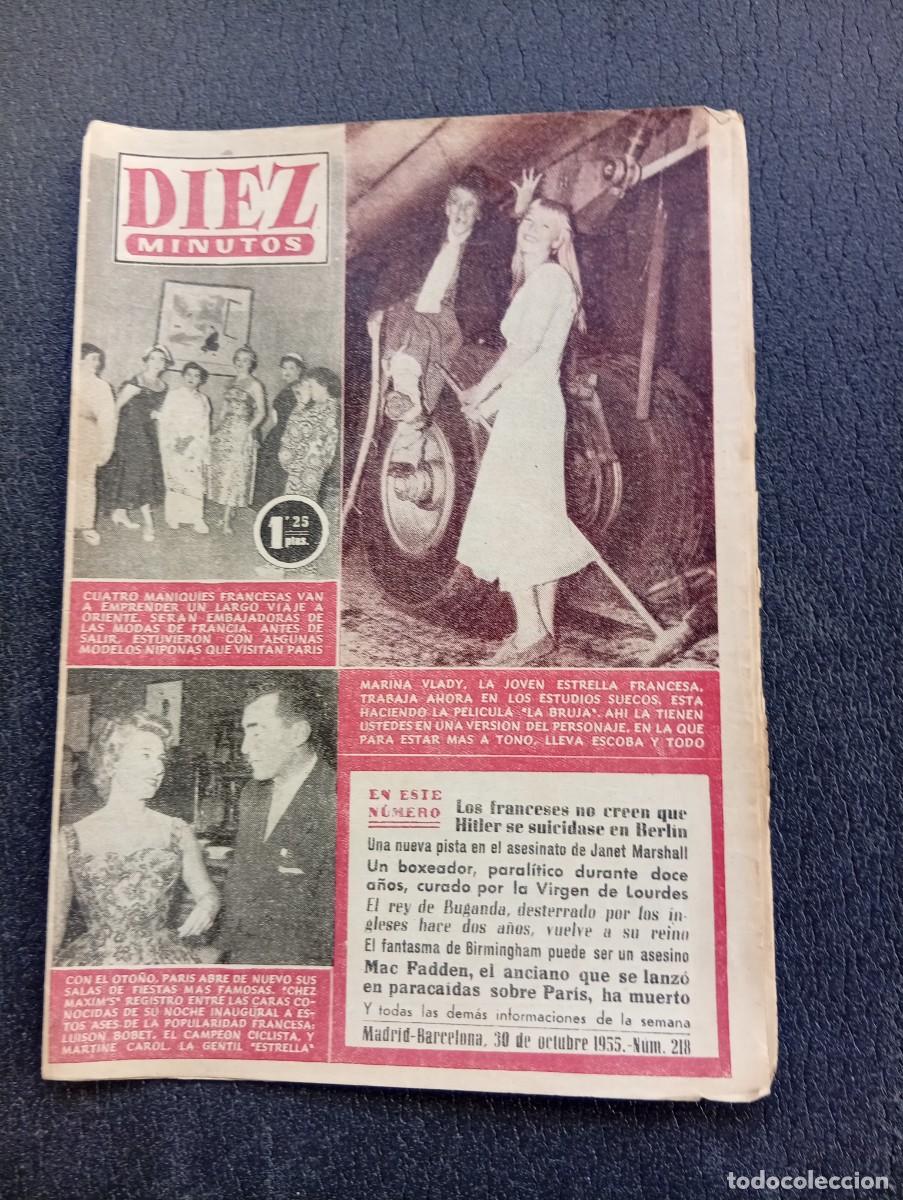 DIEZ
MINUTOS
1'25
ptas.
CUATRO MANIQUIES FRANCESAS VAN
A EMPRENDER UN LARGO VIAJE A
ORIENTE. SERAN EMBAJADORAS DE
LAS MODAS DE FRANCIA. ANTES DE
SALIR, ESTUVIERON CON ALGUNAS
MODELOS NIPONAS QUE VISITAN PARIS
MARINA VLADY, LA JOVEN ESTRELLA FRANCESA,
TRABAJA AHORA EN LOS ESTUDIOS SUECOS. ESTA
HACIENDO LA PELICULA "LA BRUJA". AHI LA TIENEN
USTEDES EN UNA VERSION DEL PERSONAJE, EN LA QUE
PARA ESTAR MAS A TONO, LLEVA ESCOBA Y TODO
CON EL OTOÑO, PARIS ABRE DE NUEVO SUS
SALAS DE FIESTAS MAS FAMOSAS. "CHEZ
MAXIM'S" REGISTRO ENTRE LAS CARAS CO-
NOCIDAS DE SU NOCHE INAUGURAL A ES-
TOS ASES DE LA POPULARIDAD FRANCESA:
LUISON BOBET, EL CAMPEON CICLISTA, Y
MARTINE CAROL, LA GENTIL "ESTRELLA"
EN ESTE
NÚMERO
Los franceses no creen que
Hitler se suicidase en Berlín
Una nueva pista en el asesinato de Janet Marshall
Un boxeador, paralítico durante doce
años, curado por la Virgen de Lourdes
El rey de Buganda, desterrado por los in-
gleses hace dos años, vuelve a su reino
El fantasma de Birmingham puede ser un asesino
Mac Fadden, el anciano que se lanzó
en paracaídas sobre París, ha muerto
Y todas las demás informaciones de la semana
Madrid-Barcelona, 30 de octubre 1955.-Núm. 218
todocoleccion